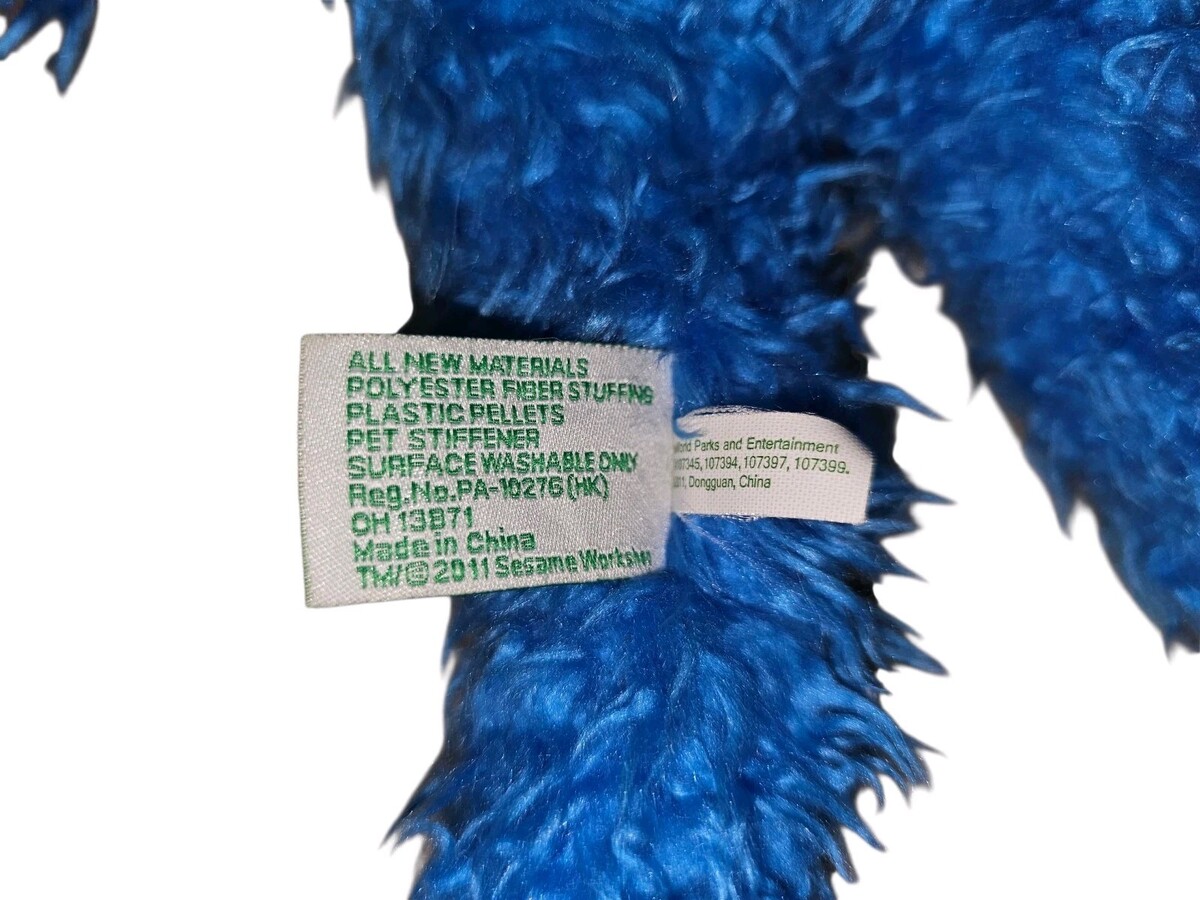 ALL NEW MATERIALS
POLYESTER FIBER STUFFING
PLASTIC PELLETS
PET STIFFENER
SURFACE WASHABLE ONLY
Reg.No.PA-10276(HK)
OH 13871
Made in China
TM/© 2011 Sesame Workshop
Parks and Entertainment
107394, 107397, 107399.
Dongguan, China